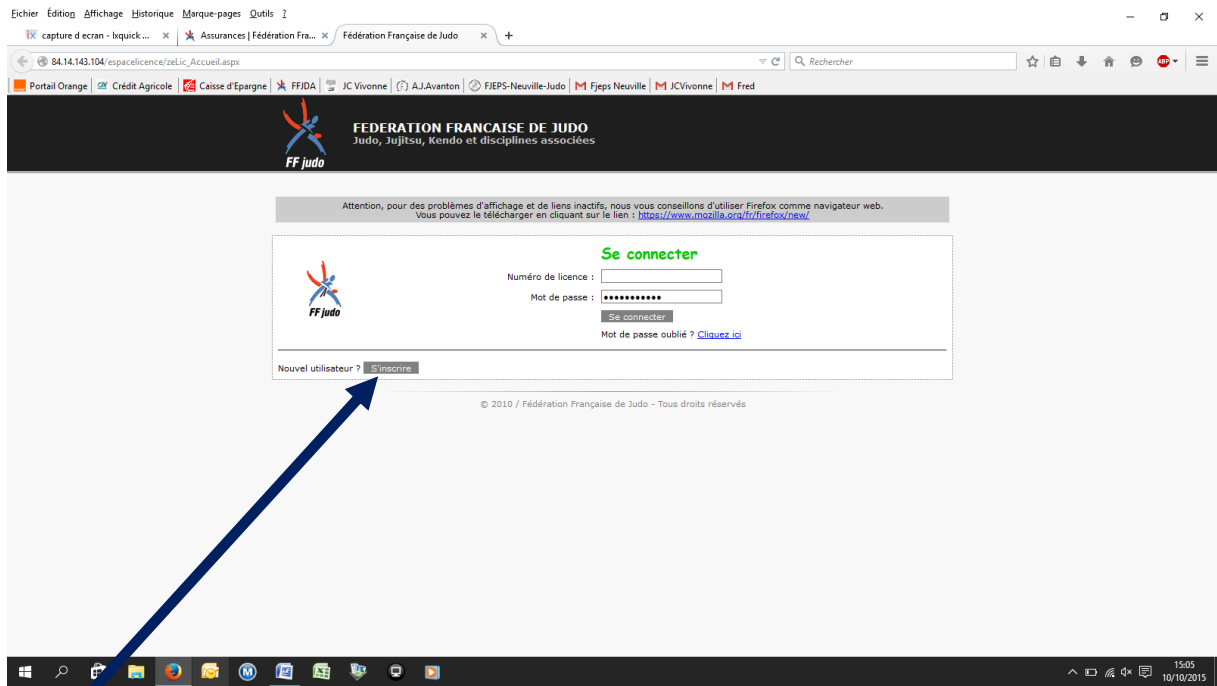 Fichier Édition Affichage Historique Marque-pages Outils ?
capture d ecran - Ixquick ... × Assurances | Fédération Fra... × Fédération Française de Judo × +
84.14.143.104/espacelicence/zeLic_Accueil.aspx Rechercher ABP
Portail Orange Crédit Agricole Caisse d'Epargne FFJDA JC Vivonne A.J.Avanton FJEPS-Neuville-Judo Fjeps Neuville JCVivonne Fred
FEDERATION FRANCAISE DE JUDO
Judo, Jujitsu, Kendo et disciplines associées
FF judo
Attention, pour des problèmes d'affichage et de liens inactifs, nous vous conseillons d'utiliser Firefox comme navigateur web.
Vous pouvez le télécharger en cliquant sur le lien : https://www.mozilla.org/fr/firefox/new/
Se connecter
Numéro de licence :
Mot de passe : •••••••••••
FF judo
Se connecter
Mot de passe oublié ? Cliquez ici
Nouvel utilisateur ? S'inscrire
© 2010 / Fédération Française de Judo - Tous droits réservés
15:05
10/10/2015